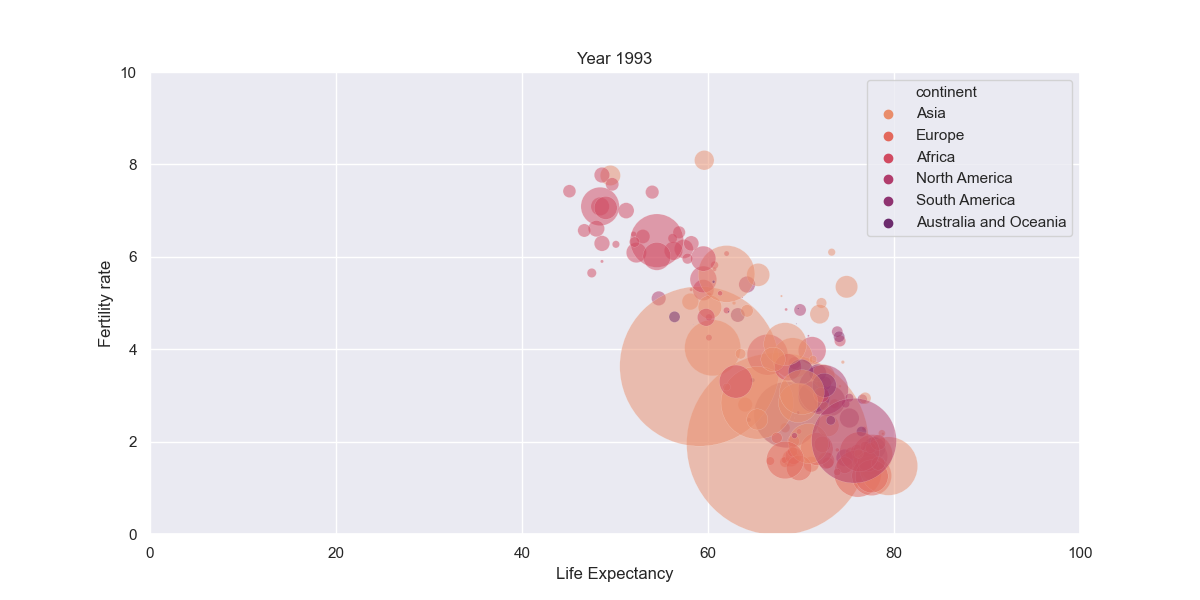 Year 1993
continent
Asia
Europe
Africa
North America
South America
Australia and Oceania
10
8
6
4
2
0
Fertility rate
0 20 40 60 80 100
Life Expectancy